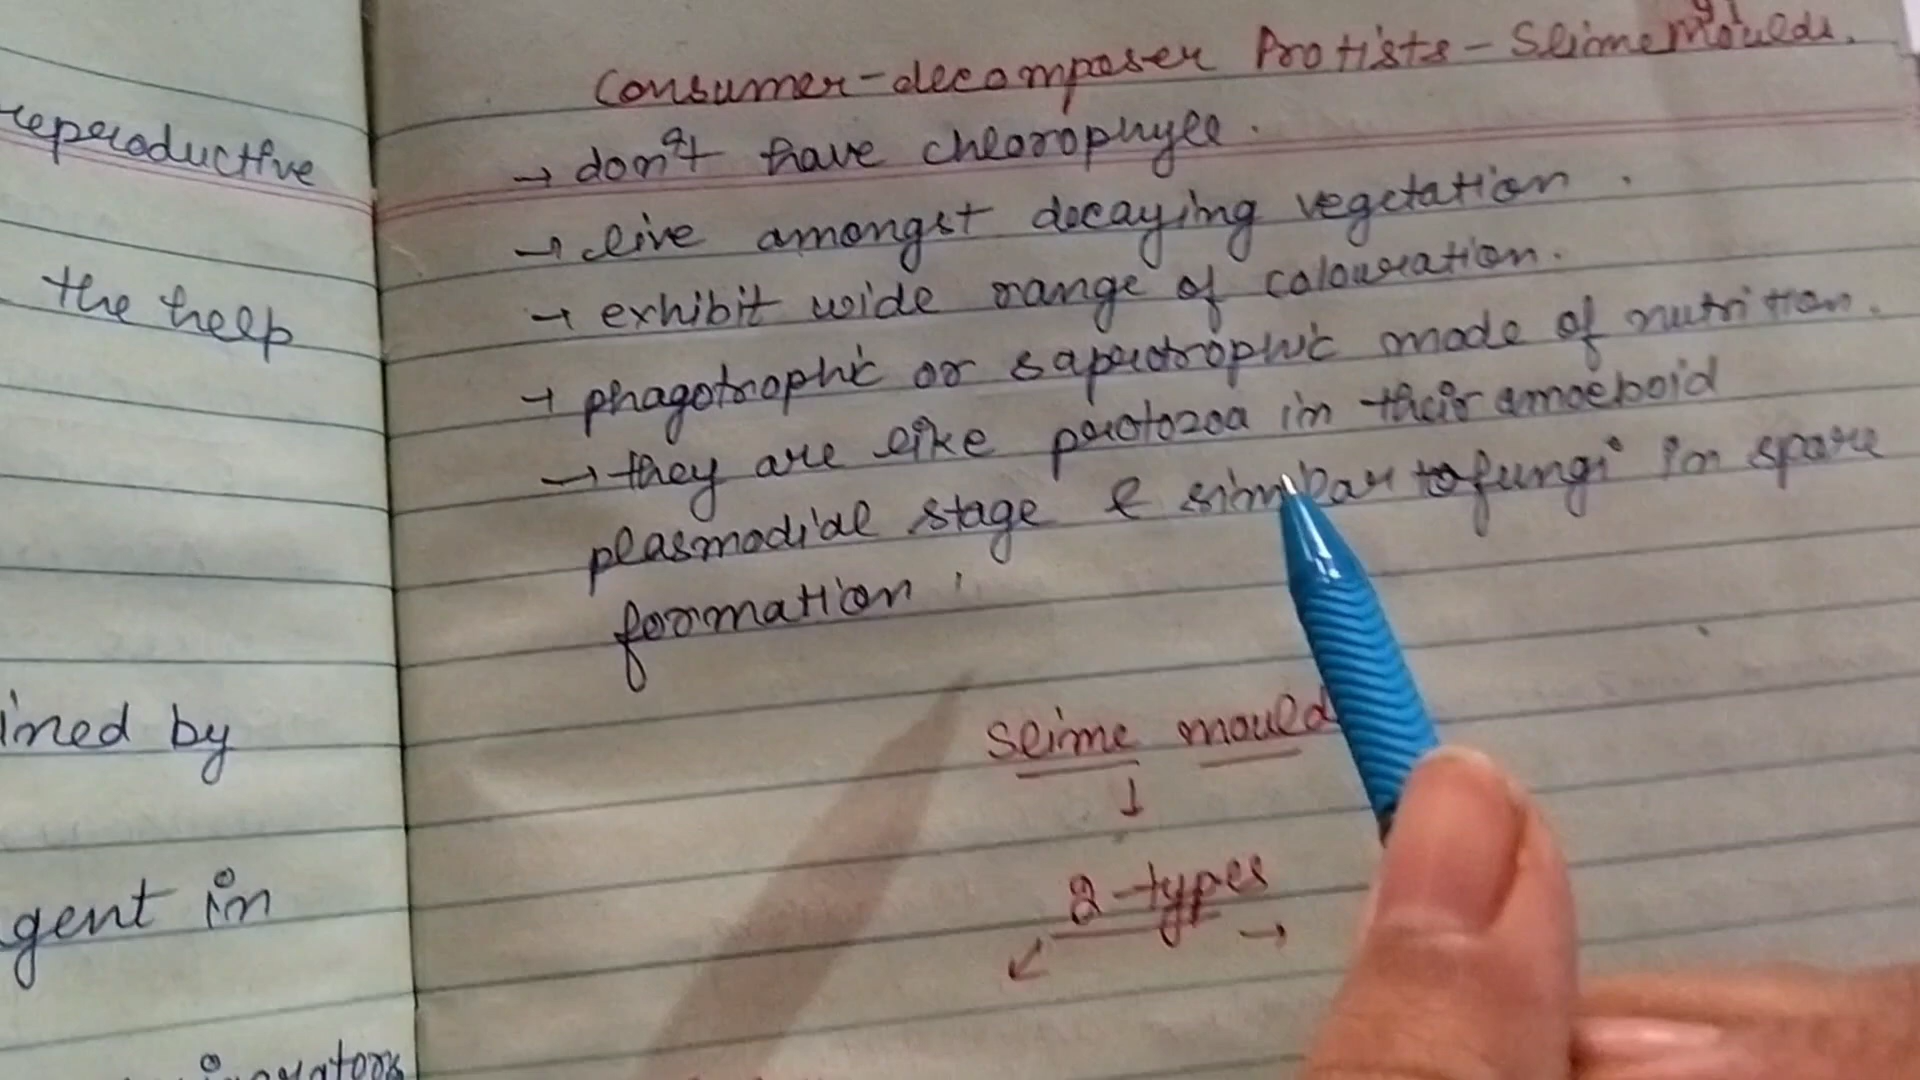 reproductive
the help
ined by
gent in
Consumer-decomposer Protists - Slime Moulds.
→ don't have chlorophyll.
→ live amongst decaying vegetation.
→ exhibit wide range of colouration.
→ phagotrophic or saprotrophic mode of nutrition.
→ they are like protozoa in their amoeboid
plasmodial stage & similar to fungi in spore
formation.
slime mould
↓
2-types
↙ →